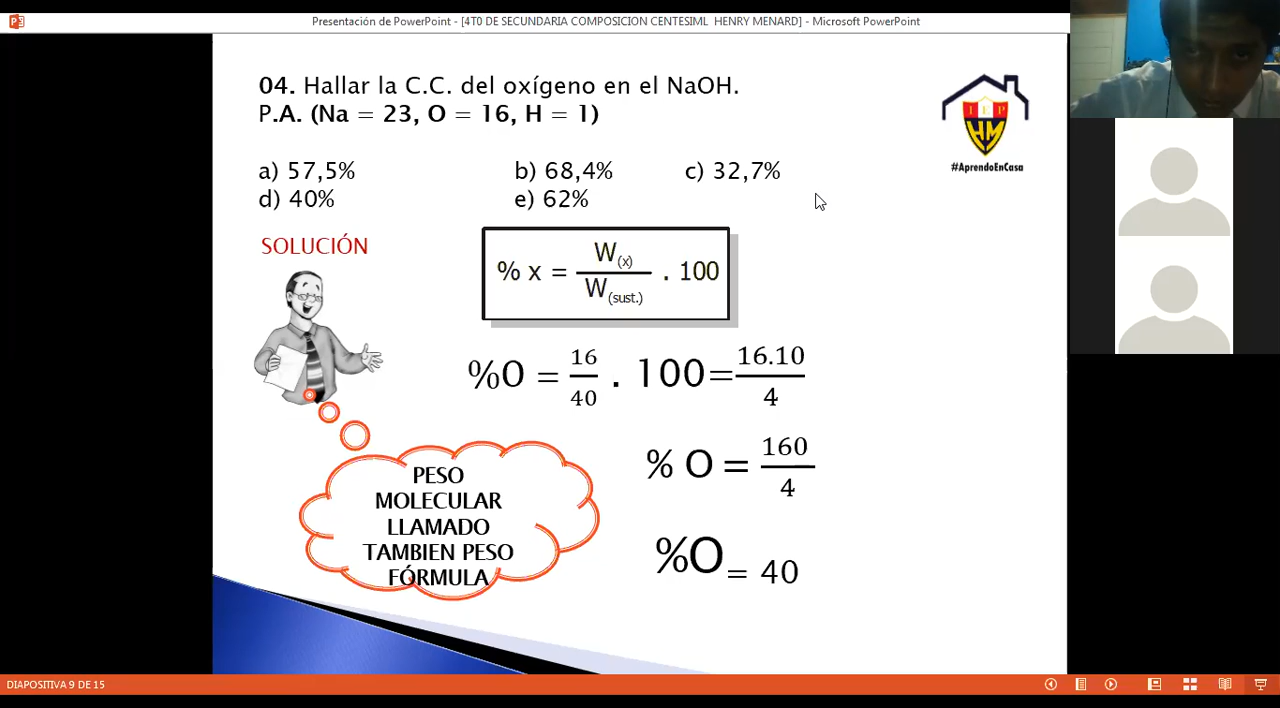 Presentación de PowerPoint - [4T0 DE SECUNDARIA COMPOSICION CENTESIML  HENRY MENARD] - Microsoft PowerPoint
04. Hallar la C.C. del oxígeno en el NaOH.
P.A. (Na = 23, O = 16, H = 1)
I E P
HM
#AprendoEnCasa
a) 57,5% b) 68,4% c) 32,7%
d) 40% e) 62%
SOLUCIÓN
% x = W(x) / W(sust.) . 100
%O = 16/40 . 100 = 16.10/4
% O = 160/4
%O = 40
PESO
MOLECULAR
LLAMADO
TAMBIEN PESO
FÓRMULA
DIAPOSITIVA 9 DE 15